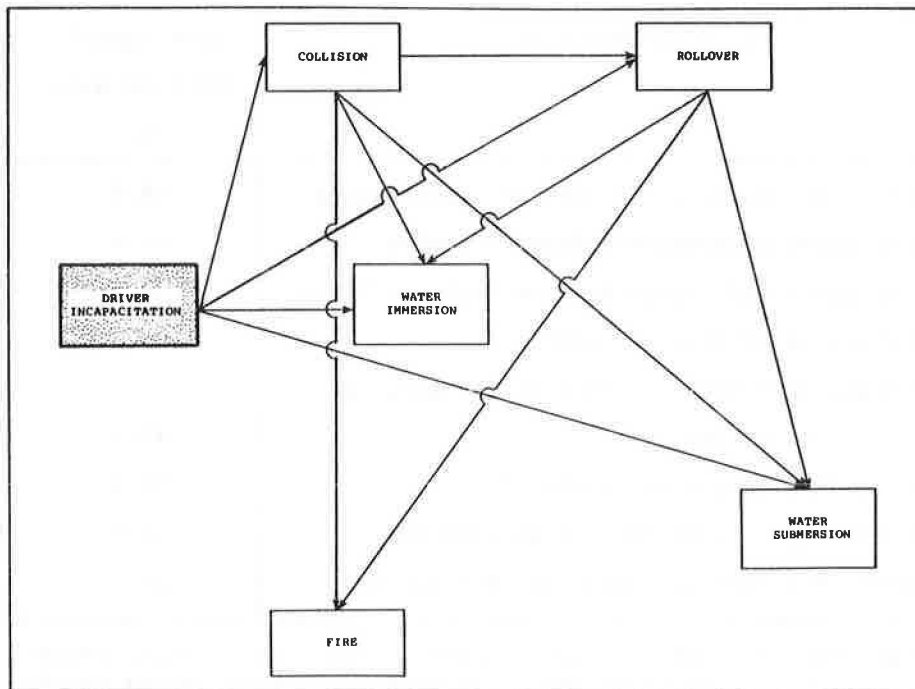 COLLISION
ROLLOVER
DRIVER
INCAPACITATION
WATER
IMMERSION
WATER
SUBMERSION
FIRE